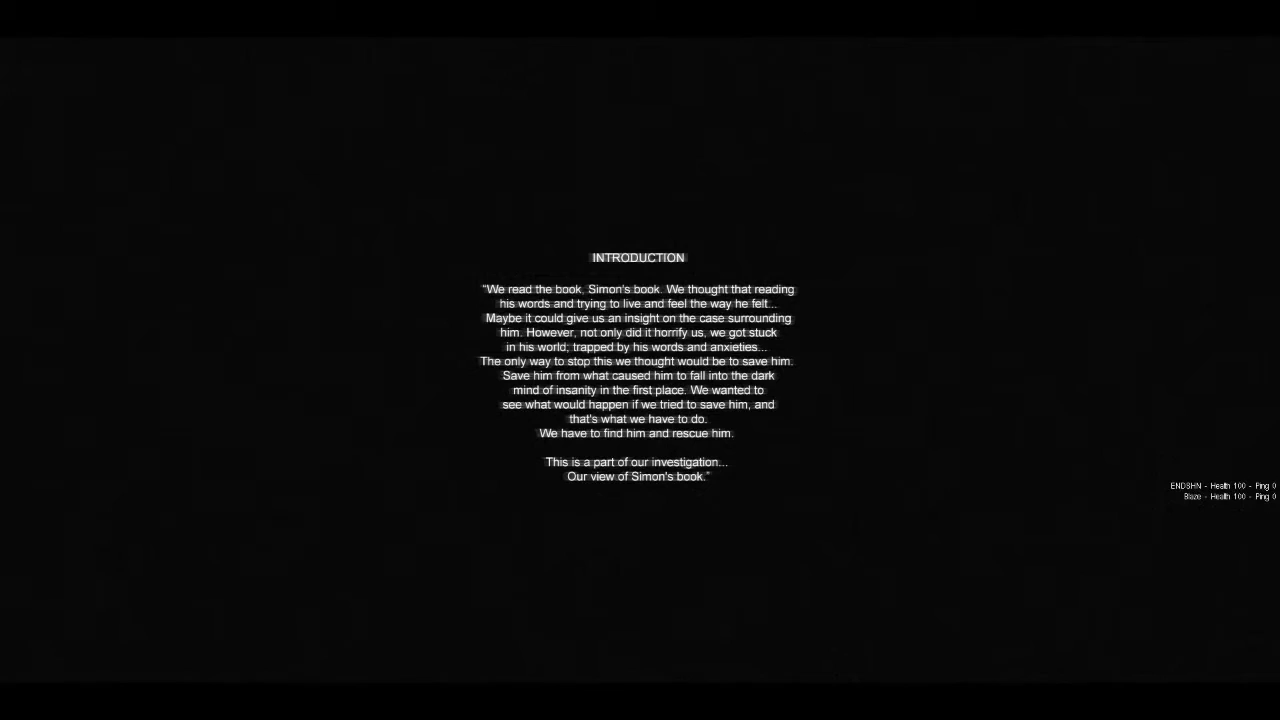 INTRODUCTION
"We read the book, Simon's book. We thought that reading
his words and trying to live and feel the way he felt...
Maybe it could give us an insight on the case surrounding
him. However, not only did it horrify us, we got stuck
in his world; trapped by his words and anxieties...
The only way to stop this we thought would be to save him.
Save him from what caused him to fall into the dark
mind of insanity in the first place. We wanted to
see what would happen if we tried to save him, and
that's what we have to do.
We have to find him and rescue him.
This is a part of our investigation...
Our view of Simon's book."
ENDSHN - Health 100 - Ping 0
Blaze - Health 100 - Ping 0